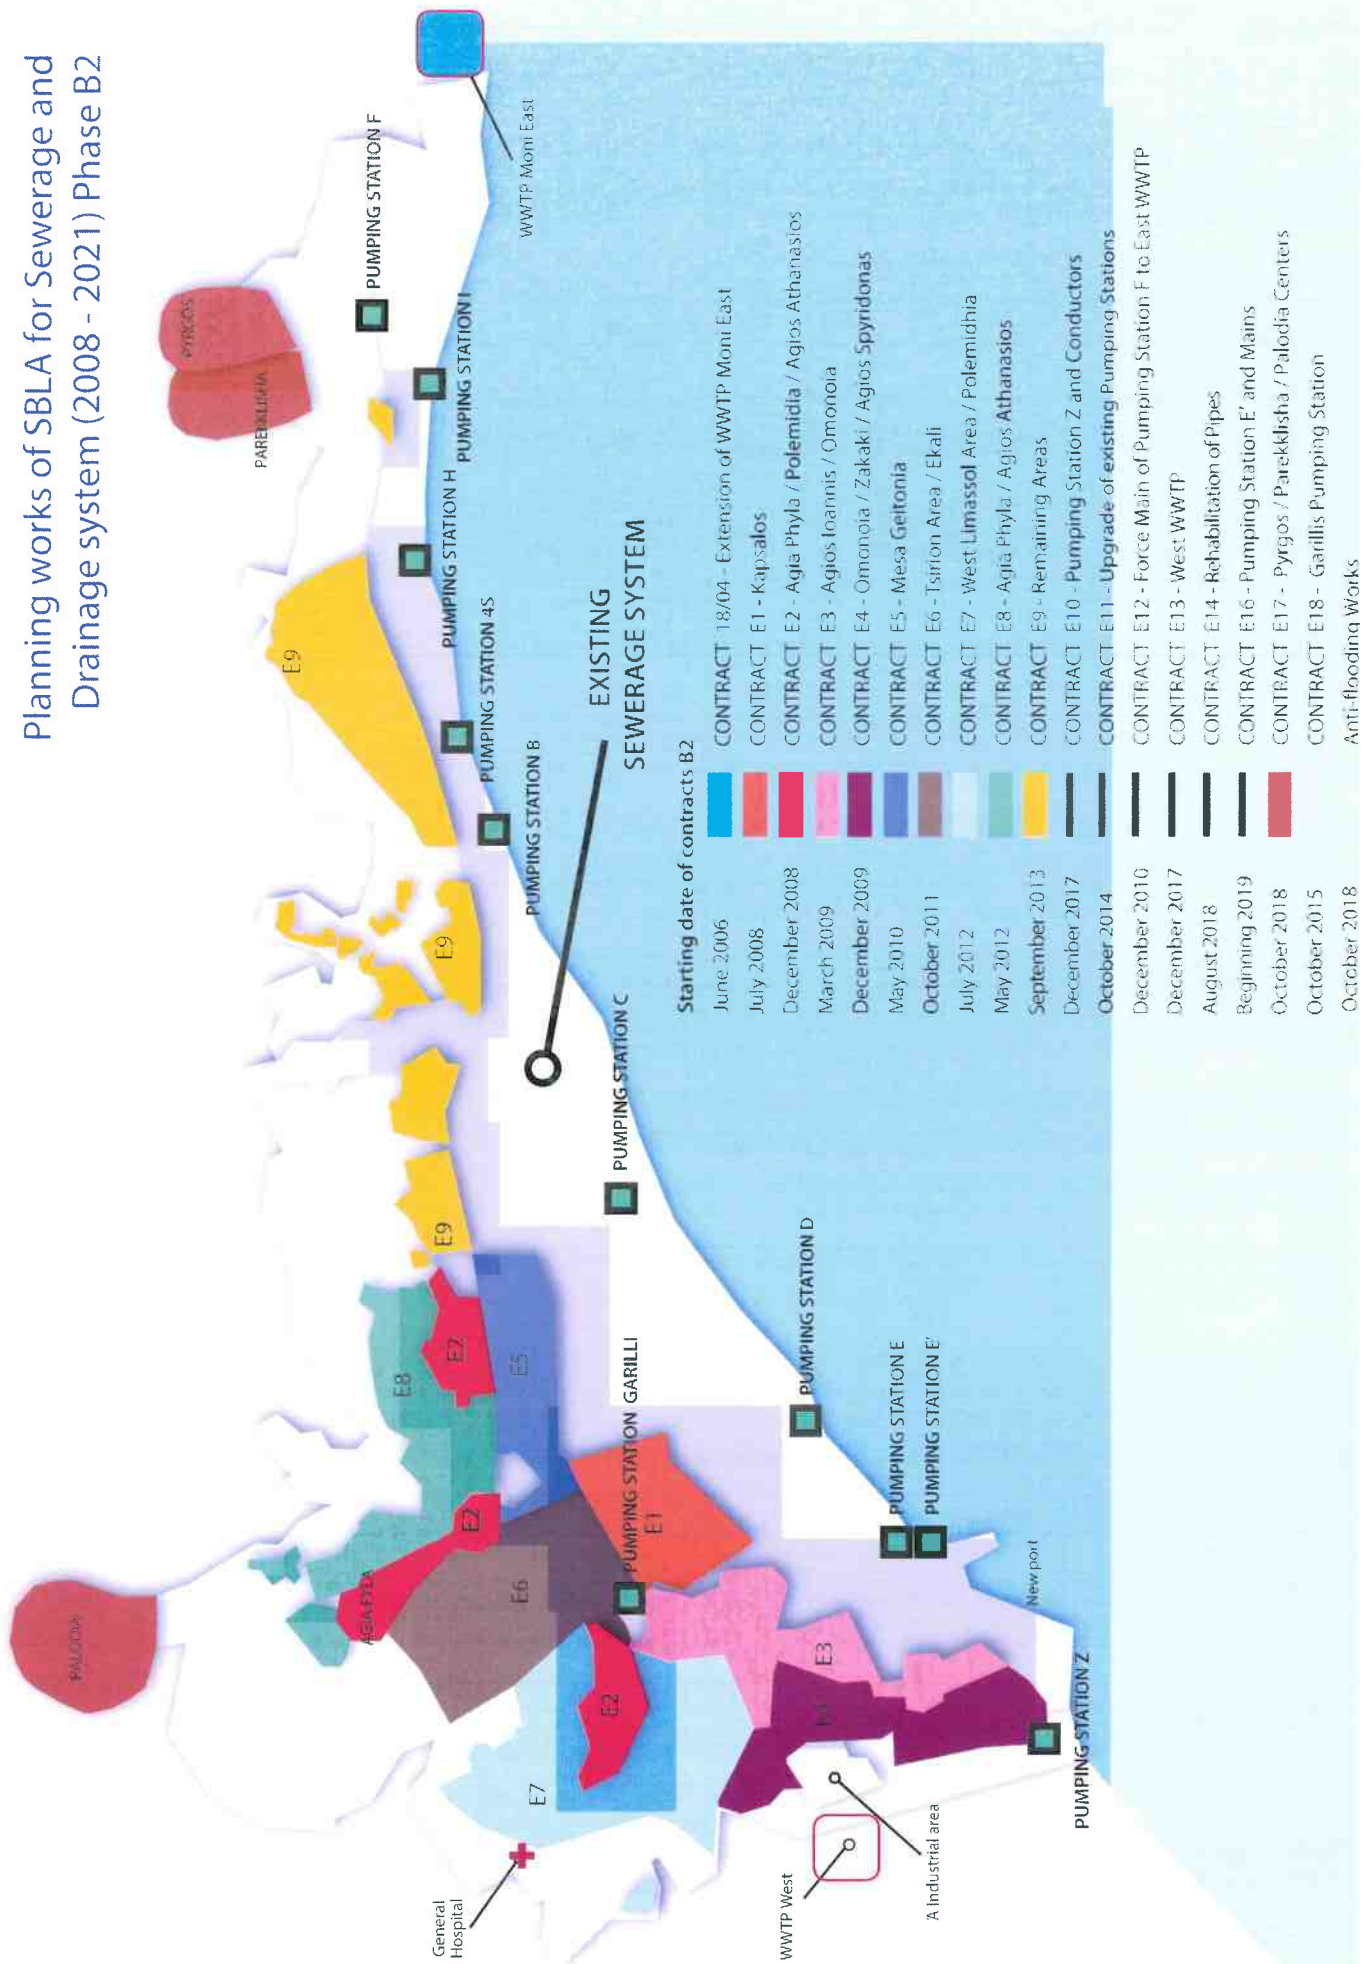 Planning works of SBLA for Sewerage and
Drainage system (2008 - 2021) Phase B2
PALODIA
PYRGOS
PAREKKLISHA
PUMPING STATION F
WWTP Moni East
PUMPING STATION I
PUMPING STATION H
PUMPING STATION 4S
PUMPING STATION B
E9
E9
E9
EXISTING
SEWERAGE SYSTEM
PUMPING STATION C
PUMPING STATION D
PUMPING STATION E
PUMPING STATION E'
PUMPING STATION GARILLI
AGIA FYLA
E8
E2
E5
E2
E6
E1
E2
E7
E3
E4
General
Hospital
WWTP West
A Industrial area
New port
PUMPING STATION Z
Starting date of contracts B2
June 2006 CONTRACT 18/04 - Extension of WWTP Moni East
July 2008 CONTRACT E1 - Kapsalos
December 2008 CONTRACT E2 - Agia Phyla / Polemidia / Agios Athanasios
March 2009 CONTRACT E3 - Agios Ioannis / Omonoia
December 2009 CONTRACT E4 - Omonoia / Zakaki / Agios Spyridonas
May 2010 CONTRACT E5 - Mesa Geitonia
October 2011 CONTRACT E6 - Tsirion Area / Ekali
July 2012 CONTRACT E7 - West Limassol Area / Polemidhia
May 2012 CONTRACT E8 - Agia Phyla / Agios Athanasios
September 2013 CONTRACT E9 - Remaining Areas
December 2017 CONTRACT E10 - Pumping Station Z and Conductors
October 2014 CONTRACT E11 - Upgrade of existing Pumping Stations
December 2010 CONTRACT E12 - Force Main of Pumping Station F to East WWTP
December 2017 CONTRACT E13 - West WWTP
August 2018 CONTRACT E14 - Rehabilitation of Pipes
Beginning 2019 CONTRACT E16 - Pumping Station E' and Mains
October 2018 CONTRACT E17 - Pyrgos / Parekklisha / Palodia Centers
October 2015 CONTRACT E18 - Garillis Pumping Station
October 2018 Anti-flooding Works